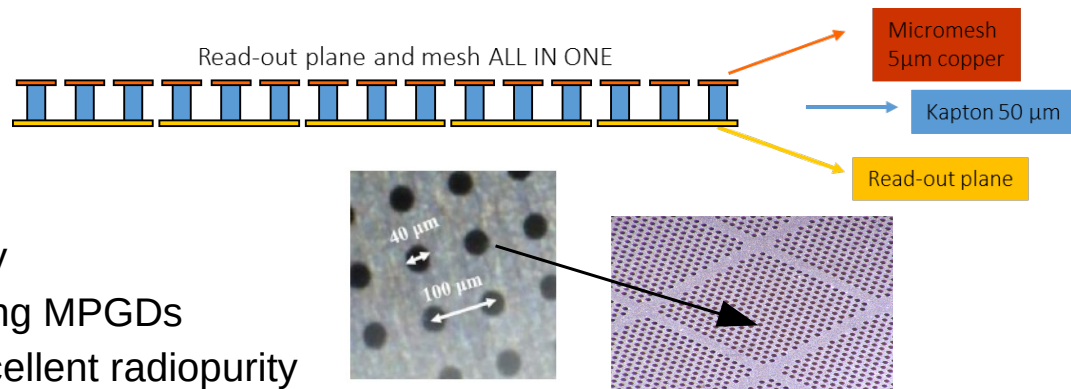 Read-out plane and mesh ALL IN ONE
Micromesh
5µm copper
Kapton 50 µm
Read-out plane
40 µm
100 µm
ng MPGDs
cellent radiopurity